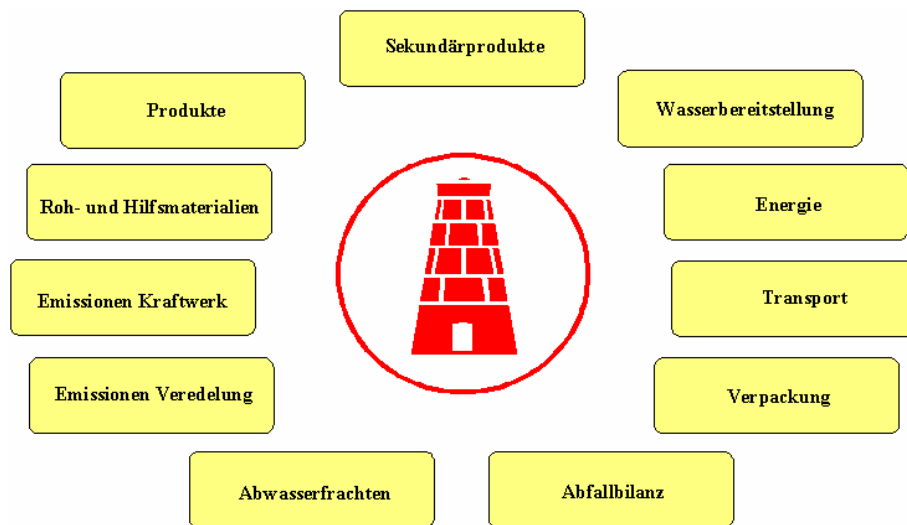 Sekundärprodukte
Produkte
Wasserbereitstellung
Roh- und Hilfsmaterialien
Energie
Emissionen Kraftwerk
Transport
Emissionen Veredelung
Verpackung
Abwasserfrachten
Abfallbilanz